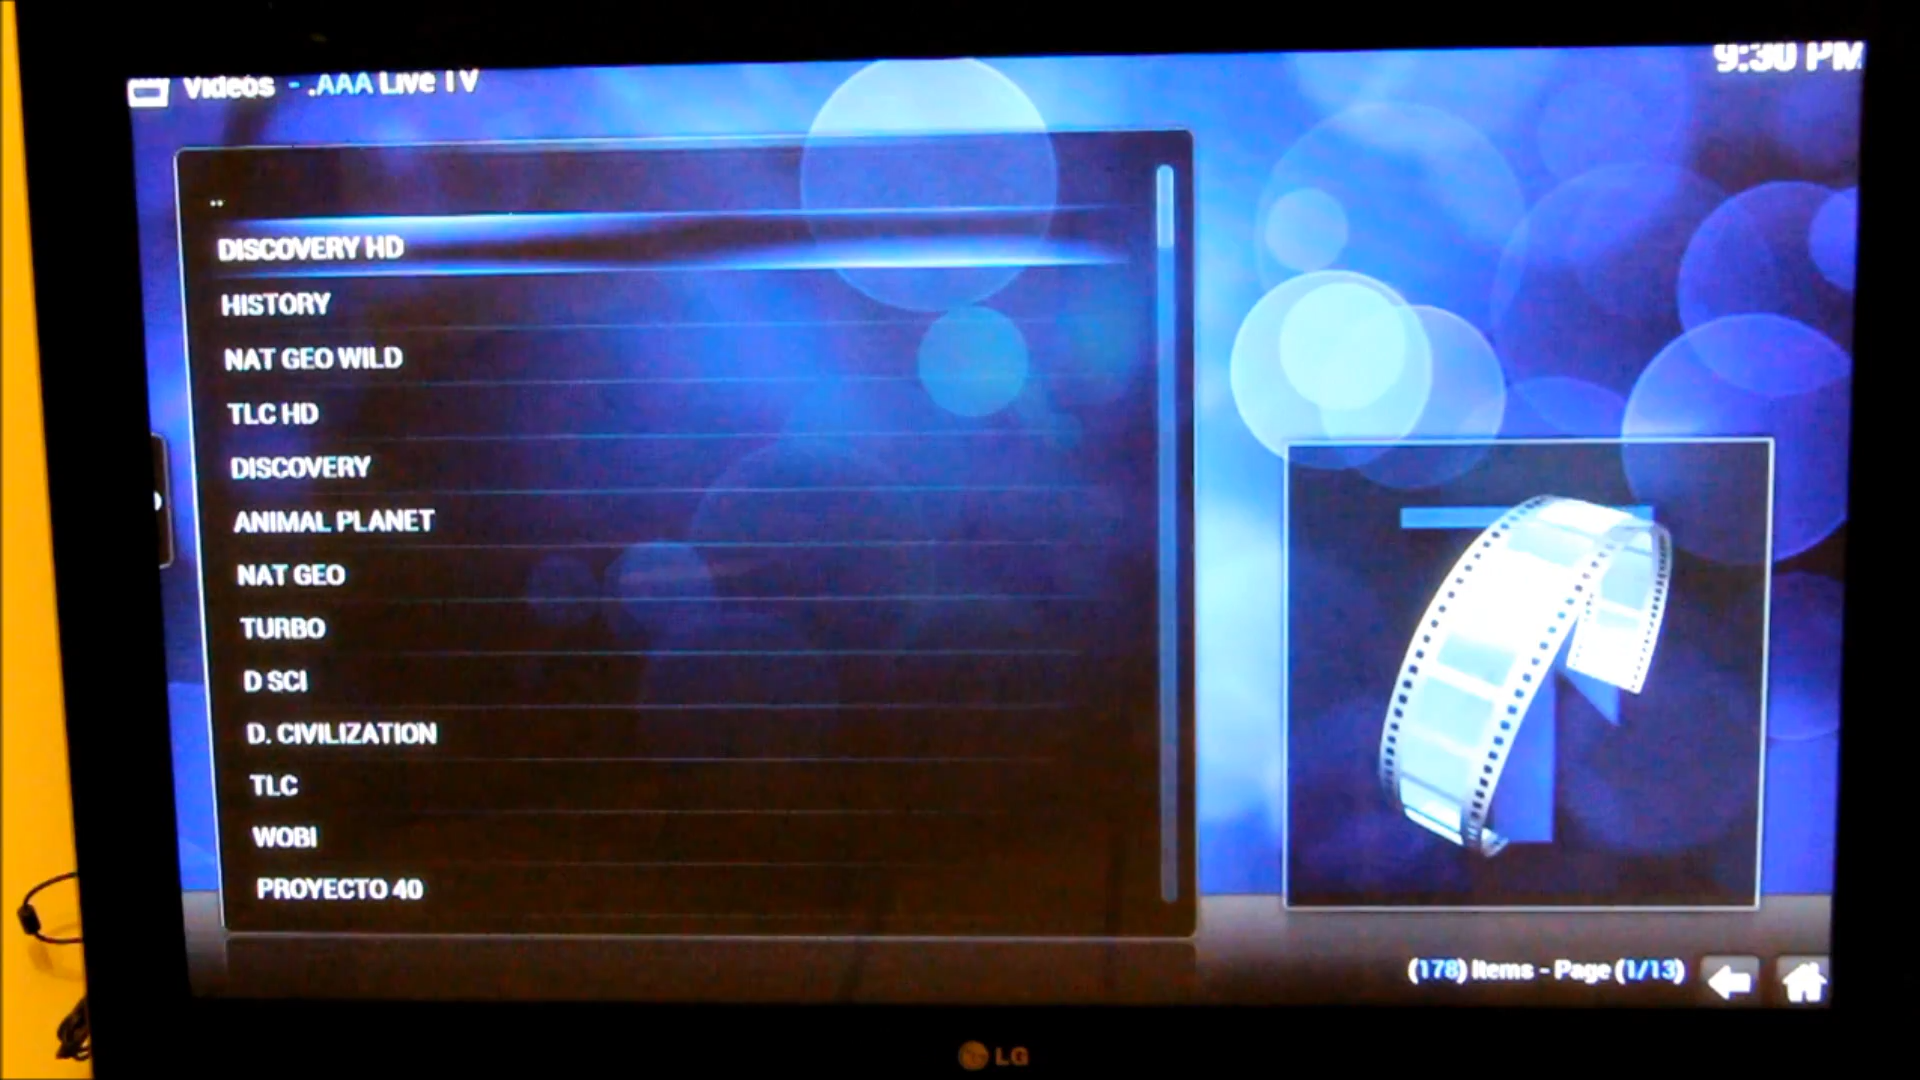 Videos - .AAA Live TV
9:30 PM
..
DISCOVERY HD
HISTORY
NAT GEO WILD
TLC HD
DISCOVERY
ANIMAL PLANET
NAT GEO
TURBO
D SCI
D. CIVILIZATION
TLC
WOBI
PROYECTO 40
(178) Items - Page (1/13)
LG